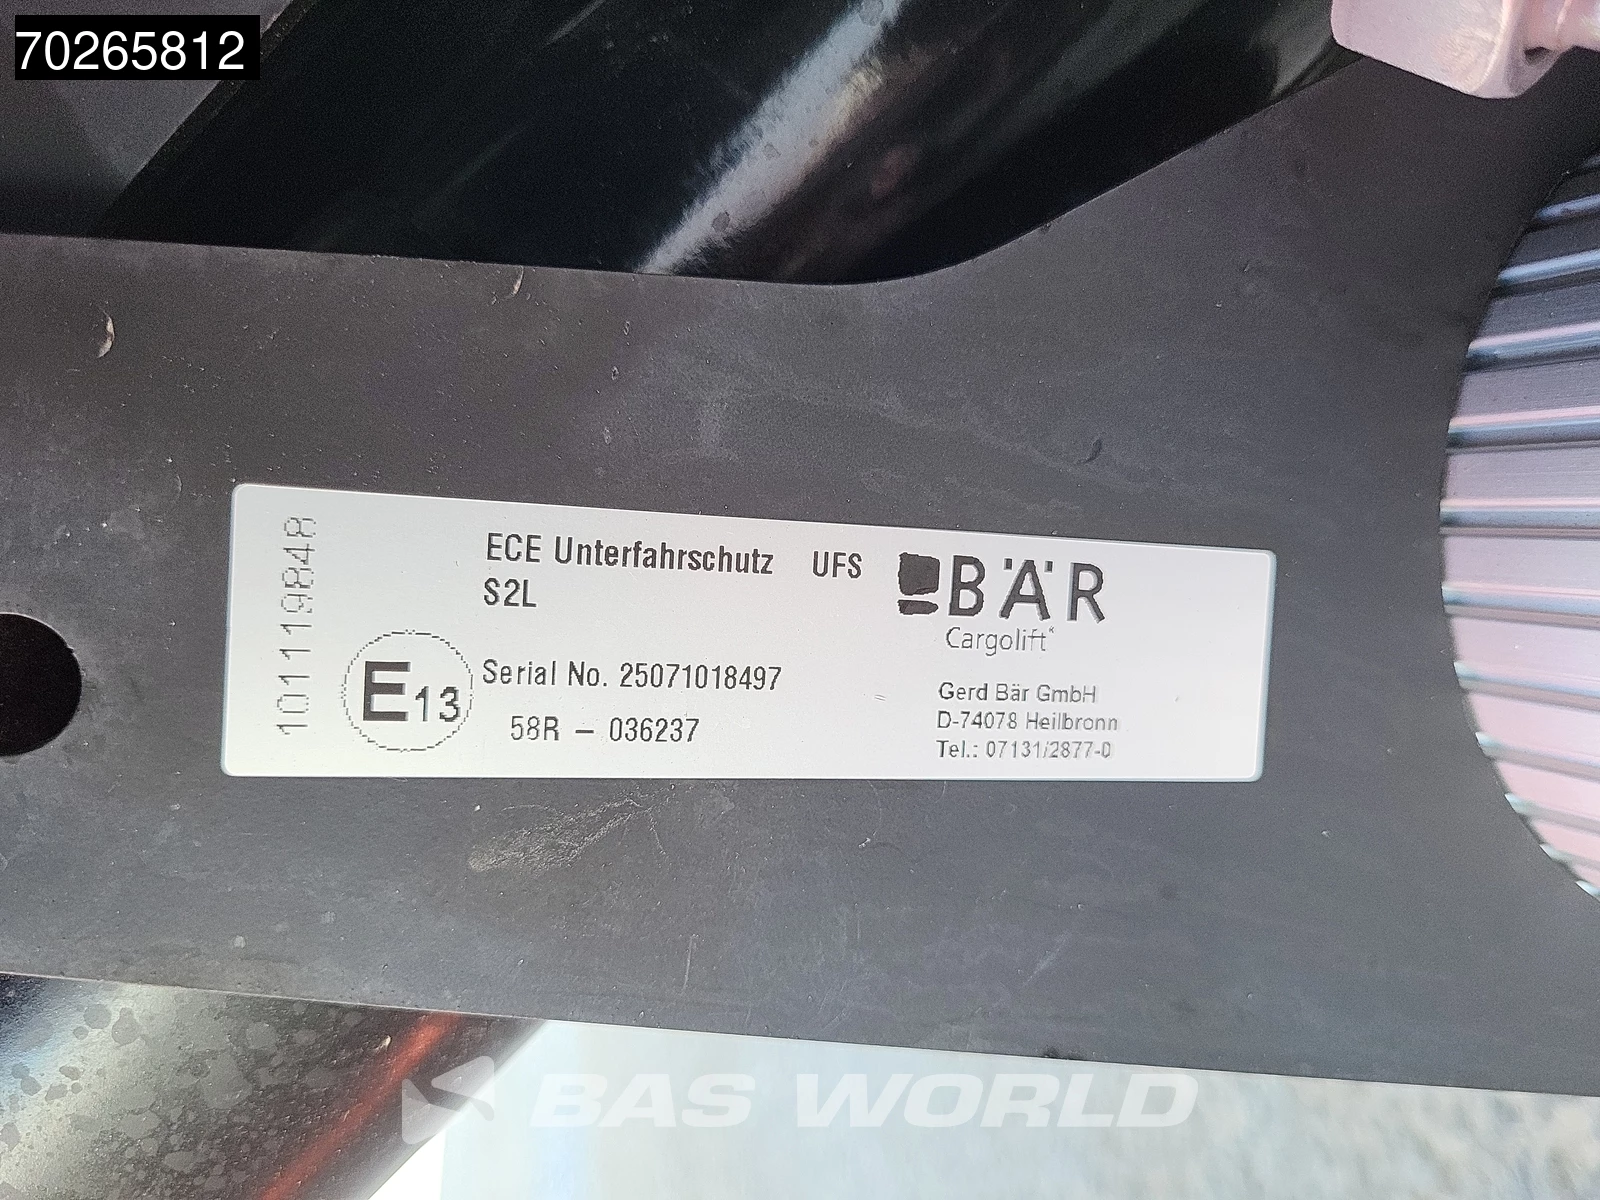 70265812
101119848
ECE Unterfahrschutz UFS
S2L
E13
Serial No. 25071018497
58R - 036237
BÄR
Cargolift®
Gerd Bär GmbH
D-74078 Heilbronn
Tel.: 07131/2877-0
BAS WORLD